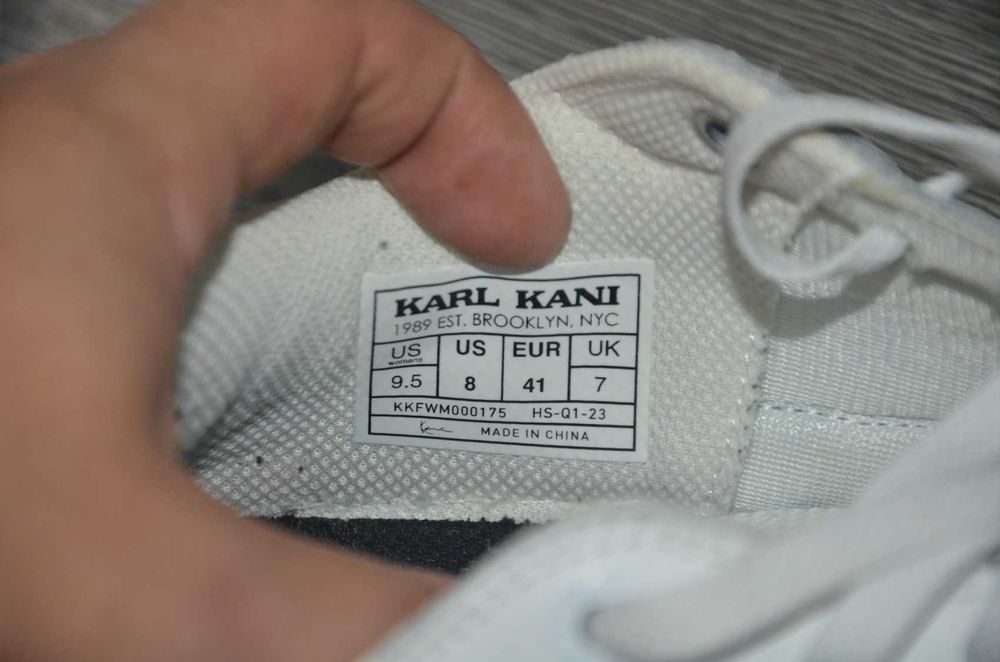 KARL KANI
1989 EST. BROOKLYN, NYC
US womens US EUR UK
9.5 8 41 7
KKFWM000175 HS-Q1-23
MADE IN CHINA